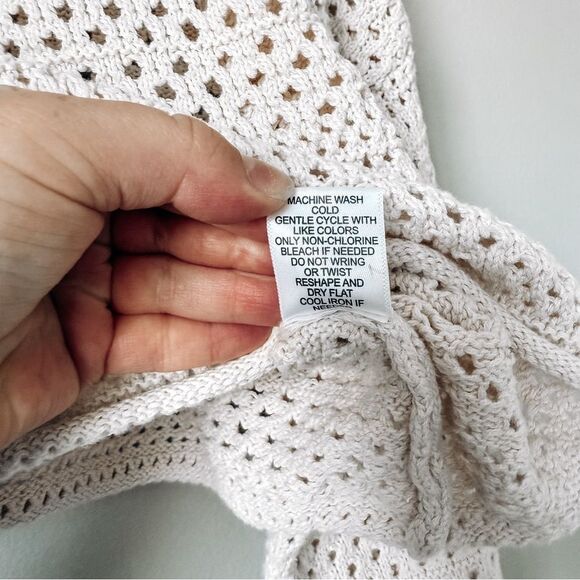 MACHINE WASH
COLD
GENTLE CYCLE WITH
LIKE COLORS
ONLY NON-CHLORINE
BLEACH IF NEEDED
DO NOT WRING
OR TWIST
RESHAPE AND
DRY FLAT
COOL IRON IF